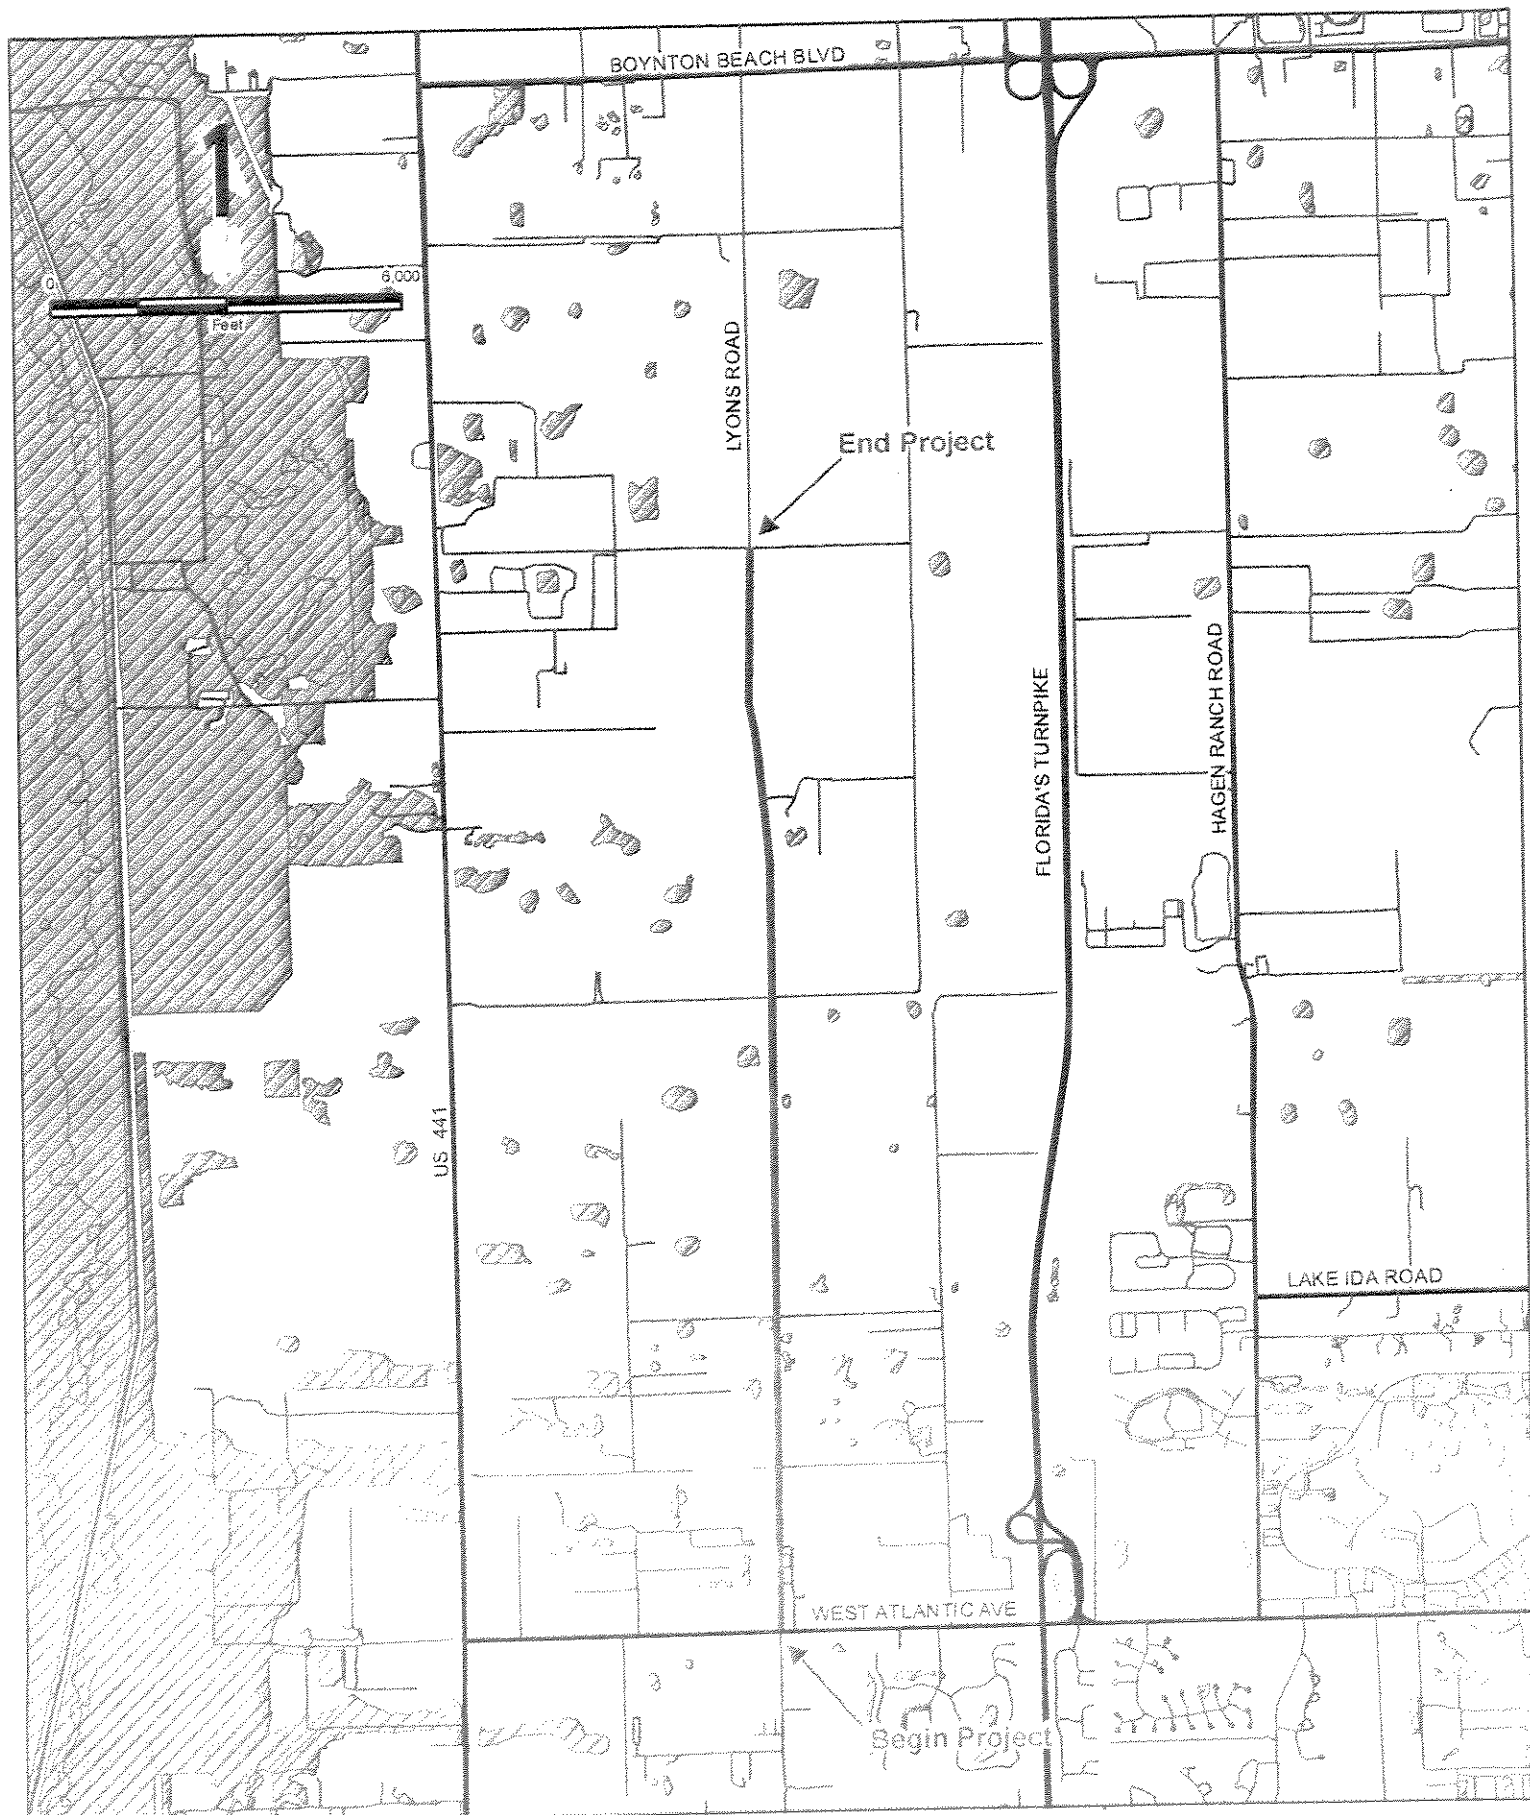 BOYNTON BEACH BLVD
0
6,000
Feet
LYONS ROAD
End Project
FLORIDA'S TURNPIKE
HAGEN RANCH ROAD
US 441
LAKE IDA ROAD
WEST ATLANTIC AVE
Begin Project